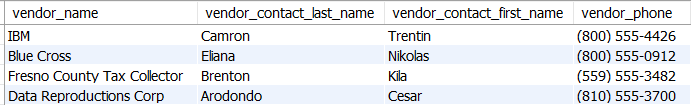 vendor_name vendor_contact_last_name vendor_contact_first_name vendor_phone
IBM Camron Trentin (800) 555-4426
Blue Cross Eliana Nikolas (800) 555-0912
Fresno County Tax Collector Brenton Kila (559) 555-3482
Data Reproductions Corp Arodondo Cesar (810) 555-3700